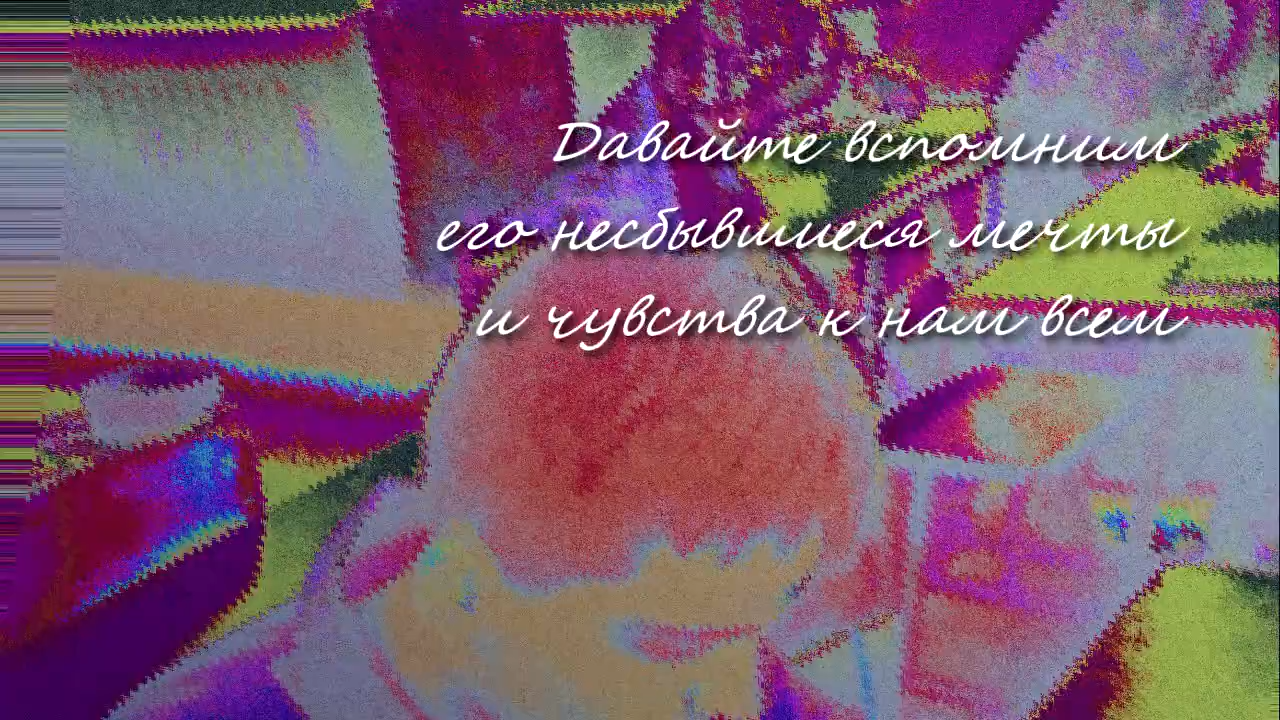 Давайте вспомним
его несбывшиеся мечты
и чувства к нам всем